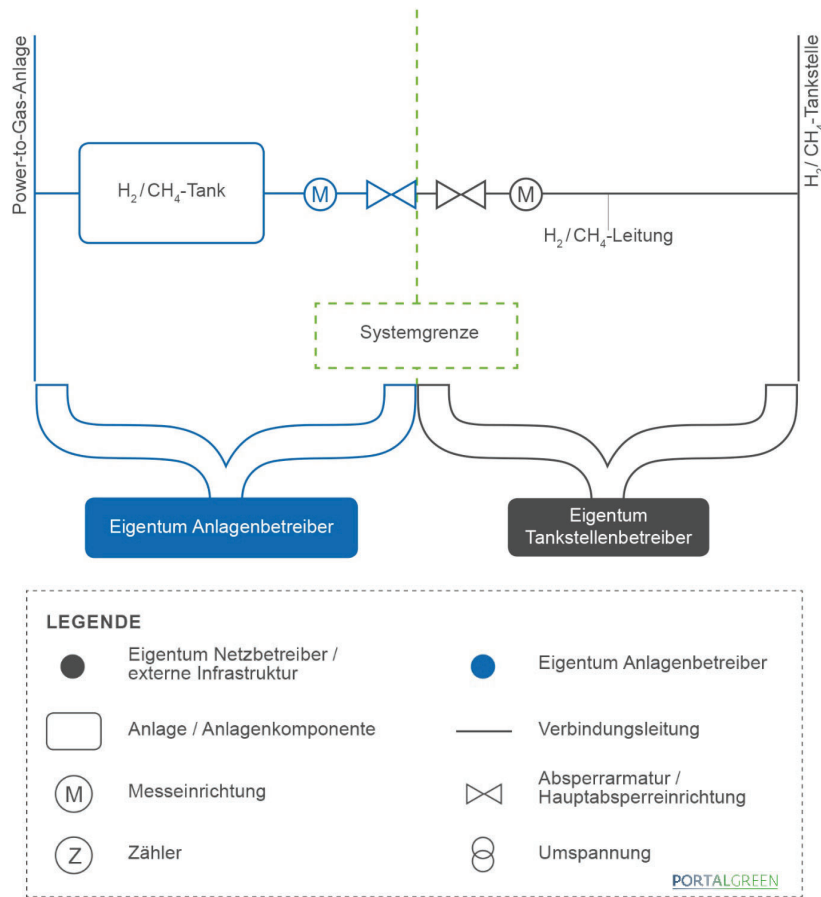 Power-to-Gas-Anlage
H₂/CH₄-Tank
M
M
H₂/CH₄-Leitung
H₂/CH₄-Tankstelle
Systemgrenze
Eigentum Anlagenbetreiber
Eigentum
Tankstellenbetreiber
LEGENDE
Eigentum Netzbetreiber /
externe Infrastruktur
Eigentum Anlagenbetreiber
Anlage / Anlagenkomponente
Verbindungsleitung
M
Messeinrichtung
Absperrarmatur /
Hauptabsperreinrichtung
Z
Zähler
Umspannung
PORTALGREEN